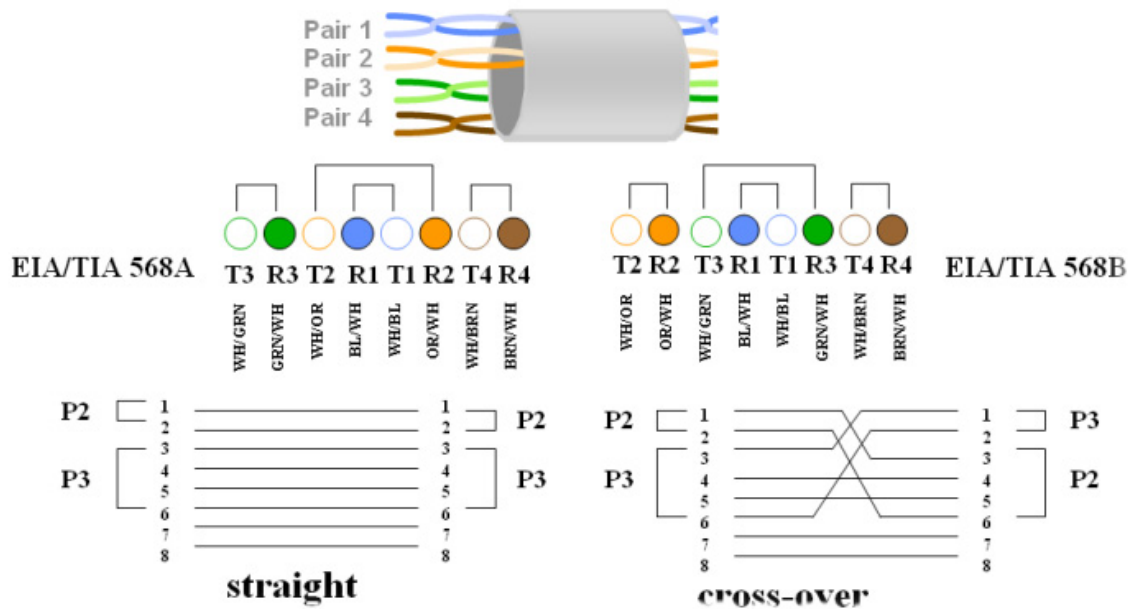 Pair 1
Pair 2
Pair 3
Pair 4
EIA/TIA 568A
T3 R3 T2 R1 T1 R2 T4 R4
WH/GRN GRN/WH WH/OR BL/WH WH/BL OR/WH WH/BRN BRN/WH
T2 R2 T3 R1 T1 R3 T4 R4
EIA/TIA 568B
WH/OR OR/WH WH/GRN BL/WH WH/BL GRN/WH WH/BRN BRN/WH
P2
P3
1
2
3
4
5
6
7
8
1
2
3
4
5
6
7
8
P2
P3
straight
P2
P3
1
2
3
4
5
6
7
8
1
2
3
4
5
6
7
8
P3
P2
cross-over